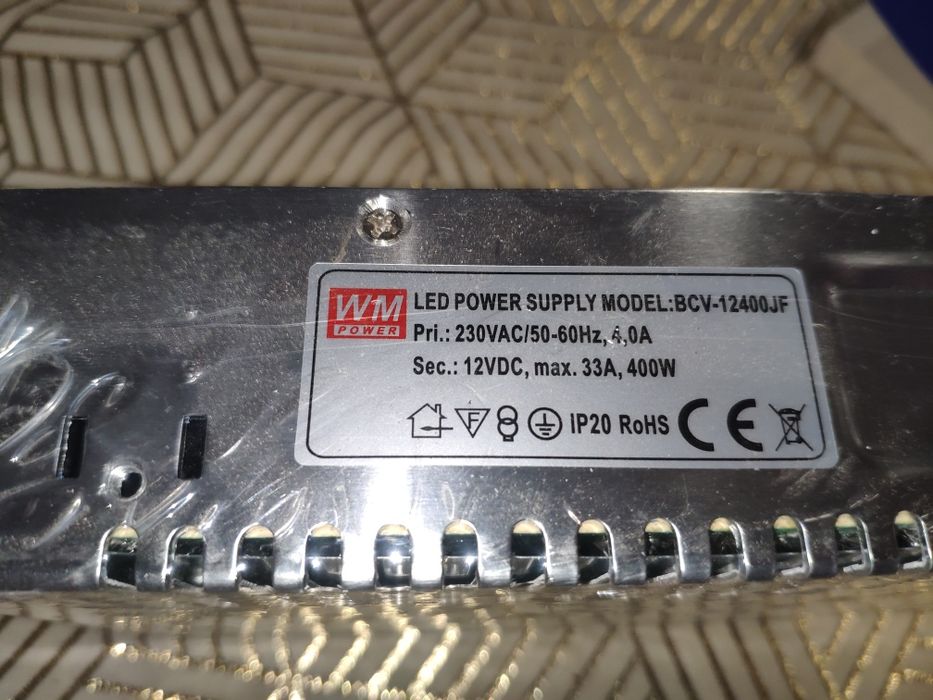 WM
POWER
LED POWER SUPPLY MODEL:BCV-12400JF
Pri.: 230VAC/50-60Hz, 4,0A
Sec.: 12VDC, max. 33A, 400W
F
IP20 RoHS CE